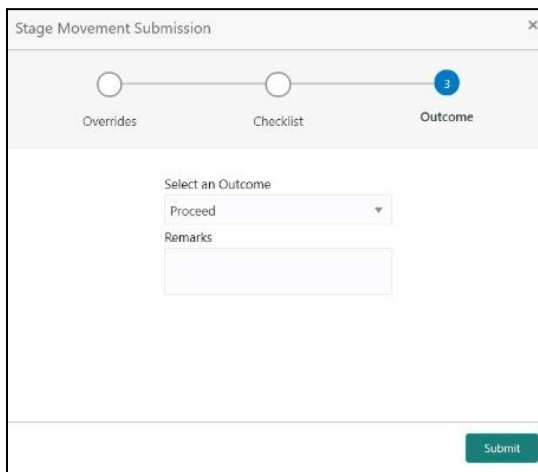 Stage Movement Submission ×
3
Overrides Checklist Outcome
Select an Outcome
Proceed
Remarks
Submit